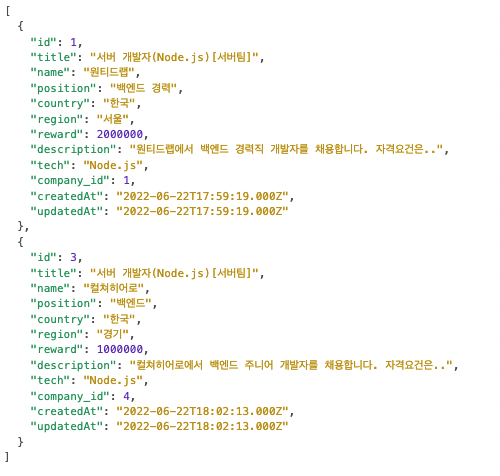 [
  {
    "id": 1,
    "title": "서버 개발자(Node.js)[서버팀]",
    "name": "원티드랩",
    "position": "백엔드 경력",
    "country": "한국",
    "region": "서울",
    "reward": 2000000,
    "description": "원티드랩에서 백엔드 경력직 개발자를 채용합니다. 자격요건은..",
    "tech": "Node.js",
    "company_id": 1,
    "createdAt": "2022-06-22T17:59:19.000Z",
    "updatedAt": "2022-06-22T17:59:19.000Z"
  },
  {
    "id": 3,
    "title": "서버 개발자(Node.js)[서버팀]",
    "name": "컬쳐히어로",
    "position": "백엔드",
    "country": "한국",
    "region": "경기",
    "reward": 1000000,
    "description": "컬쳐히어로에서 백엔드 주니어 개발자를 채용합니다. 자격요건은..",
    "tech": "Node.js",
    "company_id": 4,
    "createdAt": "2022-06-22T18:02:13.000Z",
    "updatedAt": "2022-06-22T18:02:13.000Z"
  }
]